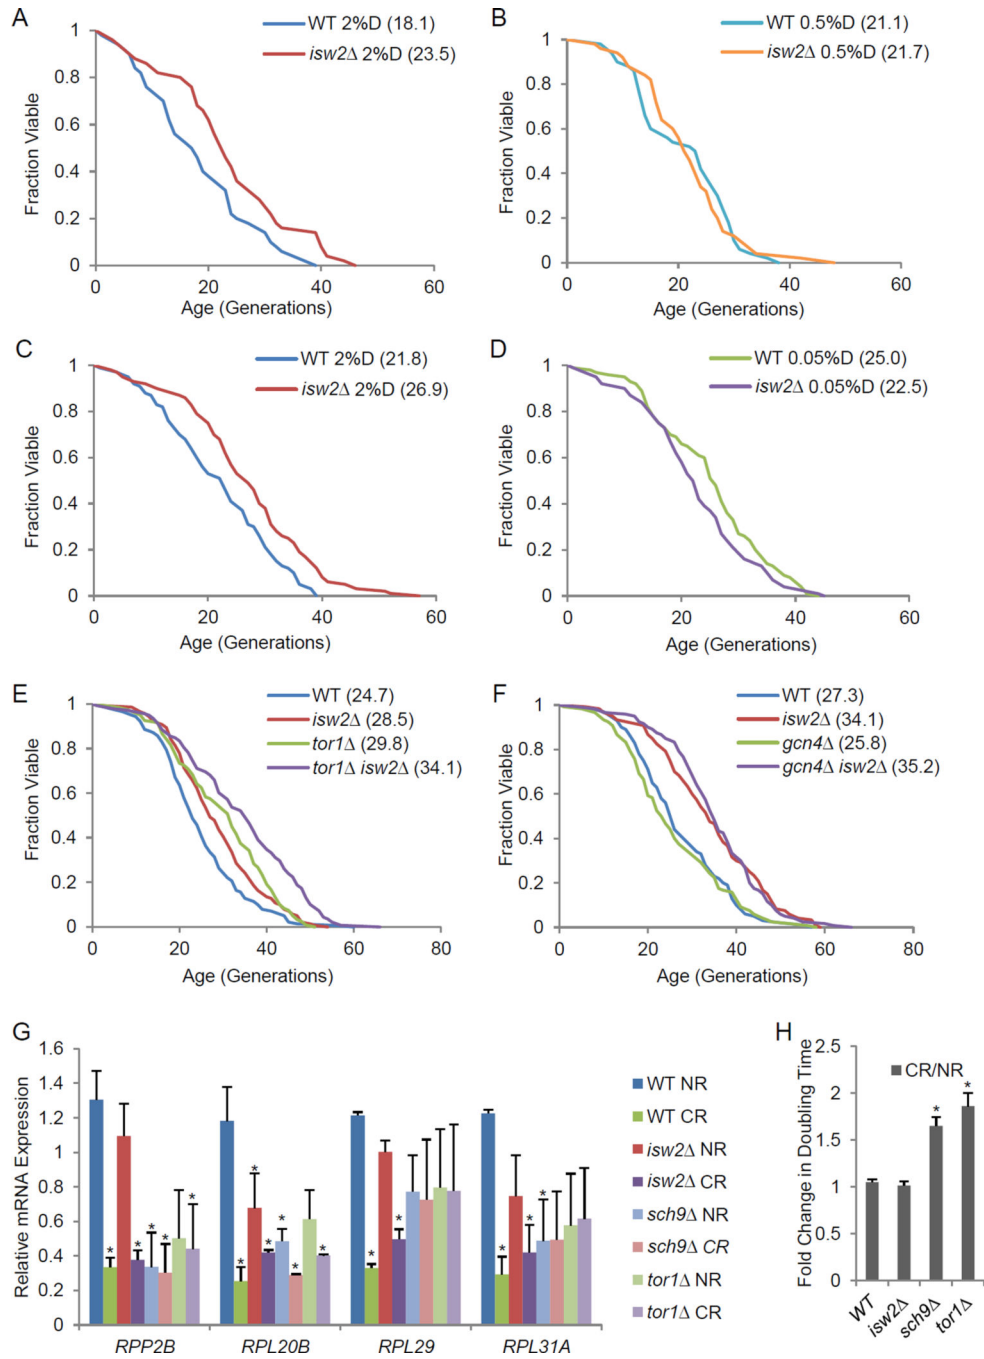 A
WT 2%D (18.1)
isw2Δ 2%D (23.5)
Fraction Viable
1
0.8
0.6
0.4
0.2
0
0 20 40 60
Age (Generations)
B
WT 0.5%D (21.1)
isw2Δ 0.5%D (21.7)
Fraction Viable
1
0.8
0.6
0.4
0.2
0
0 20 40 60
Age (Generations)
C
WT 2%D (21.8)
isw2Δ 2%D (26.9)
Fraction Viable
1
0.8
0.6
0.4
0.2
0
0 20 40 60
Age (Generations)
D
WT 0.05%D (25.0)
isw2Δ 0.05%D (22.5)
Fraction Viable
1
0.8
0.6
0.4
0.2
0
0 20 40 60
Age (Generations)
E
WT (24.7)
isw2Δ (28.5)
tor1Δ (29.8)
tor1Δ isw2Δ (34.1)
Fraction Viable
1
0.8
0.6
0.4
0.2
0
0 20 40 60 80
Age (Generations)
F
WT (27.3)
isw2Δ (34.1)
gcn4Δ (25.8)
gcn4Δ isw2Δ (35.2)
Fraction Viable
1
0.8
0.6
0.4
0.2
0
0 20 40 60 80
Age (Generations)
G
Relative mRNA Expression
1.6
1.4
1.2
1
0.8
0.6
0.4
0.2
0
* * * * *
* * * * * *
* *
* * *
RPP2B RPL20B RPL29 RPL31A
WT NR
WT CR
isw2Δ NR
isw2Δ CR
sch9Δ NR
sch9Δ CR
tor1Δ NR
tor1Δ CR
H
Fold Change in Doubling Time
2.5
2
1.5
1
0.5
0
CR/NR
* *
WT isw2Δ sch9Δ tor1Δ